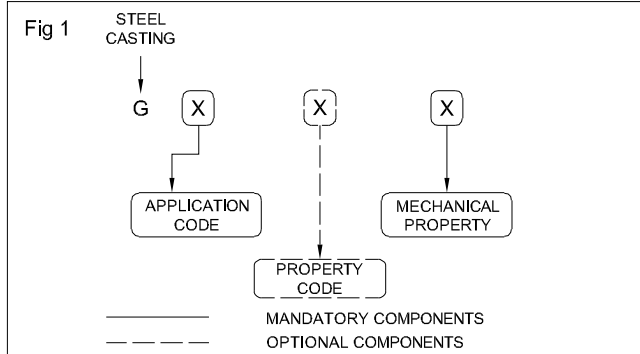 Fig 1
STEEL
CASTING
G X X X
APPLICATION
CODE
MECHANICAL
PROPERTY
PROPERTY
CODE
MANDATORY COMPONENTS
OPTIONAL COMPONENTS